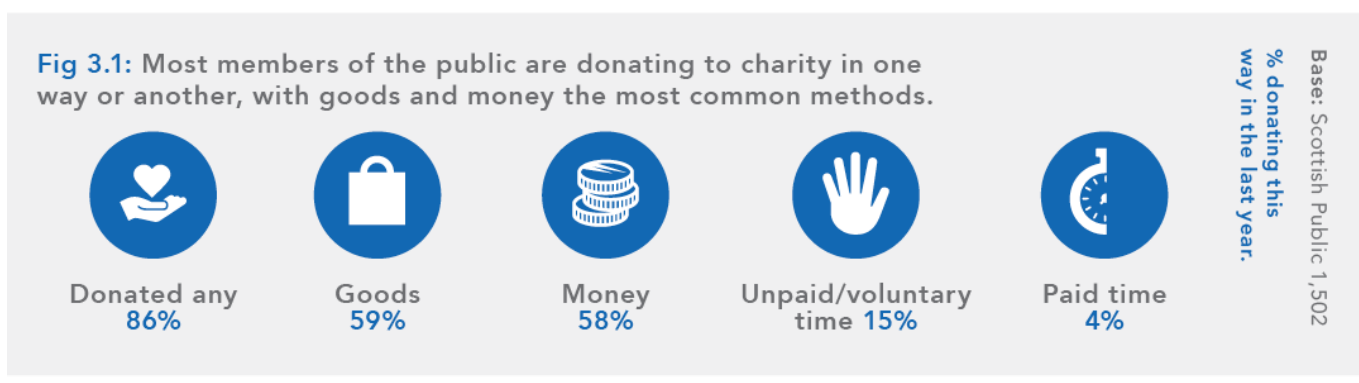 Fig 3.1: Most members of the public are donating to charity in one
way or another, with goods and money the most common methods.
Donated any
86%
Goods
59%
Money
58%
Unpaid/voluntary
time 15%
Paid time
4%
% donating this
way in the last year.
Base: Scottish Public 1,502